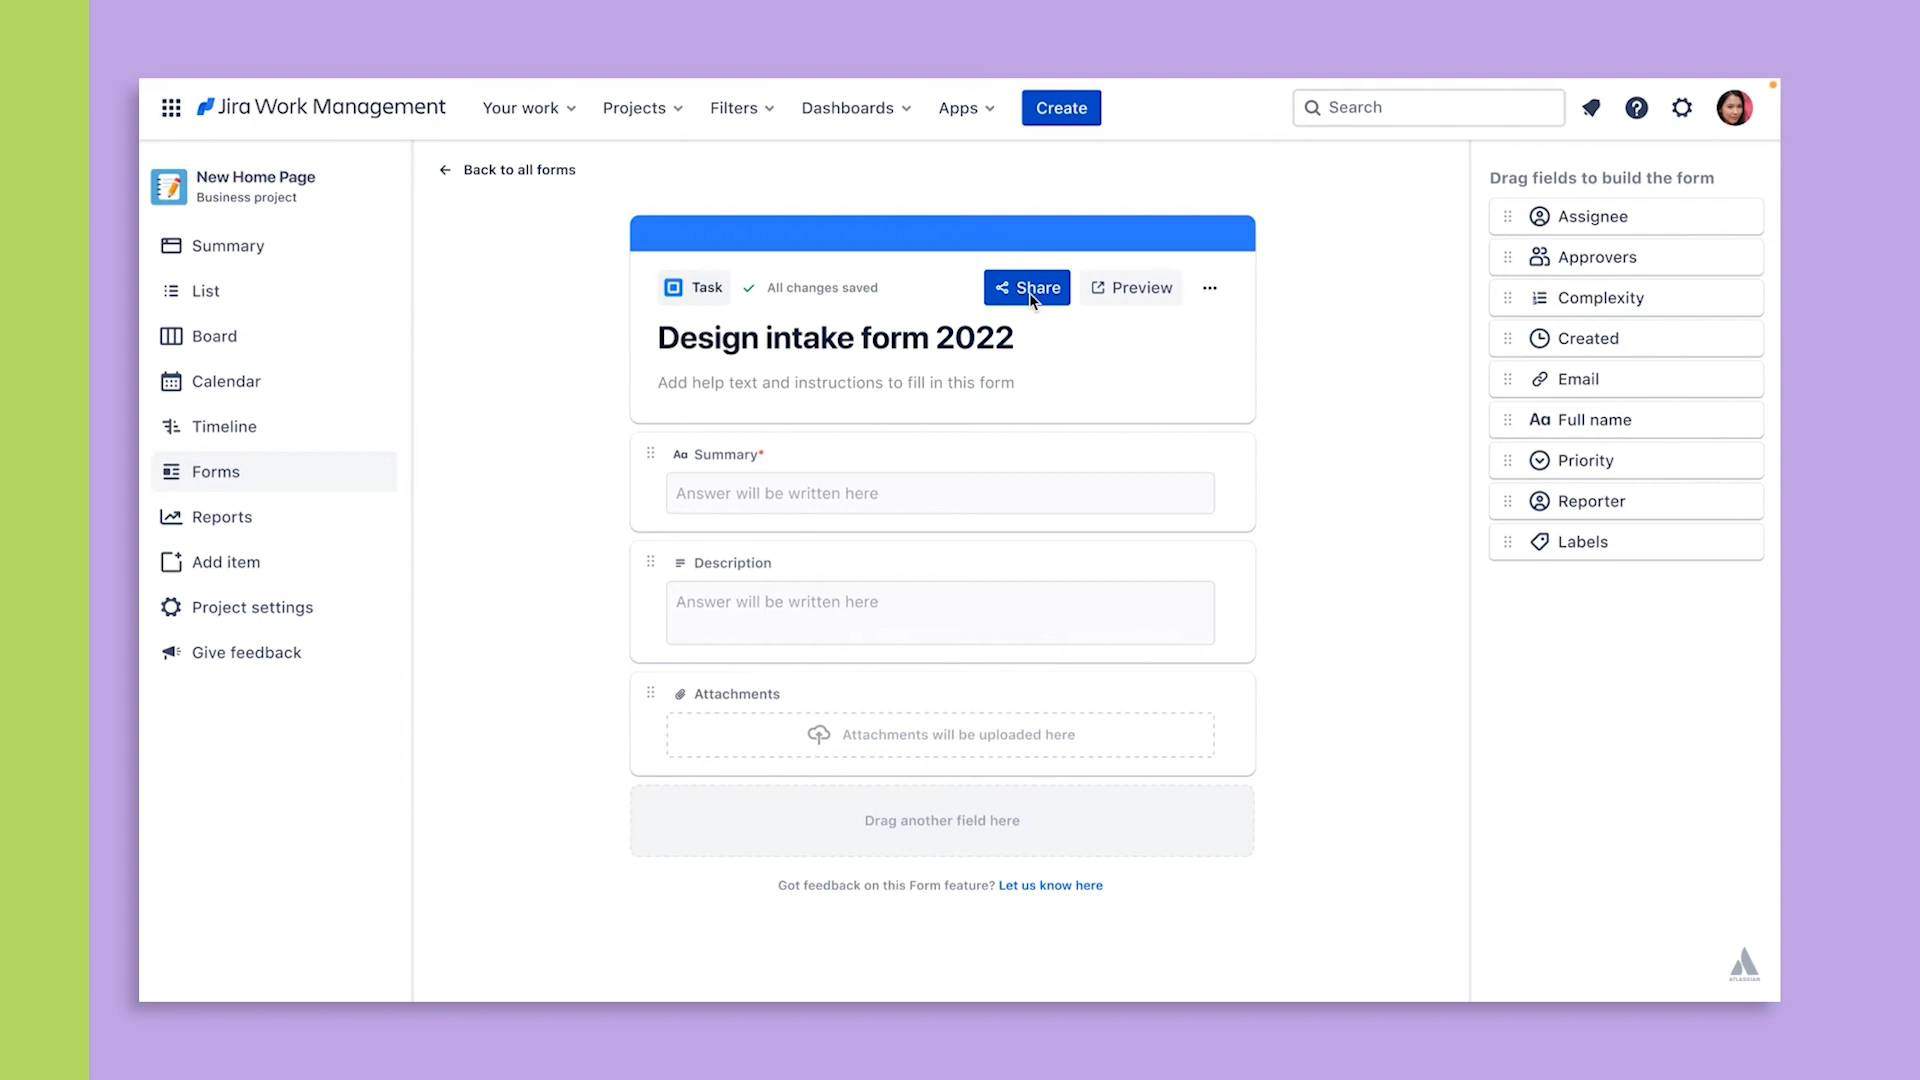 Jira Work Management
Your work
Projects
Filters
Dashboards
Apps
Create
Search
New Home Page
Business project
Summary
List
Board
Calendar
Timeline
Forms
Reports
Add item
Project settings
Give feedback
Back to all forms
Task
All changes saved
Share
Preview
Design intake form 2022
Add help text and instructions to fill in this form
Aa Summary*
Answer will be written here
Description
Answer will be written here
Attachments
Attachments will be uploaded here
Drag another field here
Got feedback on this Form feature? Let us know here
Drag fields to build the form
Assignee
Approvers
Complexity
Created
Email
Aa Full name
Priority
Reporter
Labels
ATLASSIAN